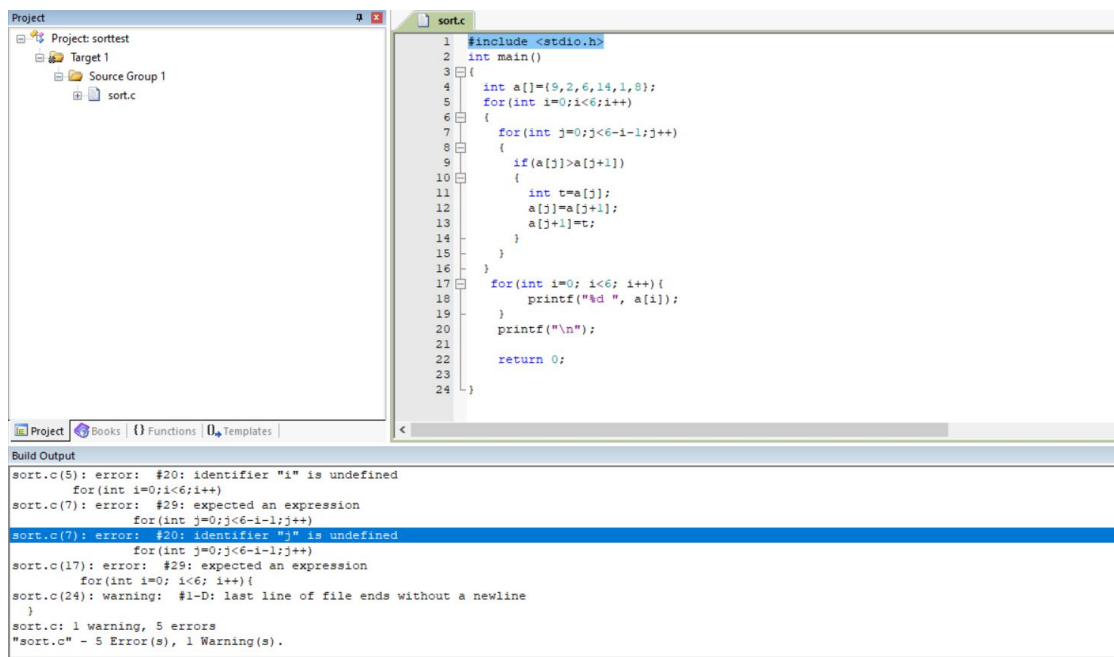 Project
Project: sorttest
Target 1
Source Group 1
sort.c
Project Books {} Functions 0 Templates
sort.c
1 #include <stdio.h>
2 int main()
3 {
4 int a[]={9,2,6,14,1,8};
5 for(int i=0;i<6;i++)
6 {
7 for(int j=0;j<6-i-1;j++)
8 {
9 if(a[j]>a[j+1])
10 {
11 int t=a[j];
12 a[j]=a[j+1];
13 a[j+1]=t;
14 }
15 }
16 }
17 for(int i=0; i<6; i++){
18 printf("%d ", a[i]);
19 }
20 printf("\n");
21
22 return 0;
23
24 }
Build Output
sort.c(5): error: #20: identifier "i" is undefined
for(int i=0;i<6;i++)
sort.c(7): error: #29: expected an expression
for(int j=0;j<6-i-1;j++)
sort.c(7): error: #20: identifier "j" is undefined
for(int j=0;j<6-i-1;j++)
sort.c(17): error: #29: expected an expression
for(int i=0; i<6; i++){
sort.c(24): warning: #1-D: last line of file ends without a newline
}
sort.c: 1 warning, 5 errors
"sort.c" - 5 Error(s), 1 Warning(s).